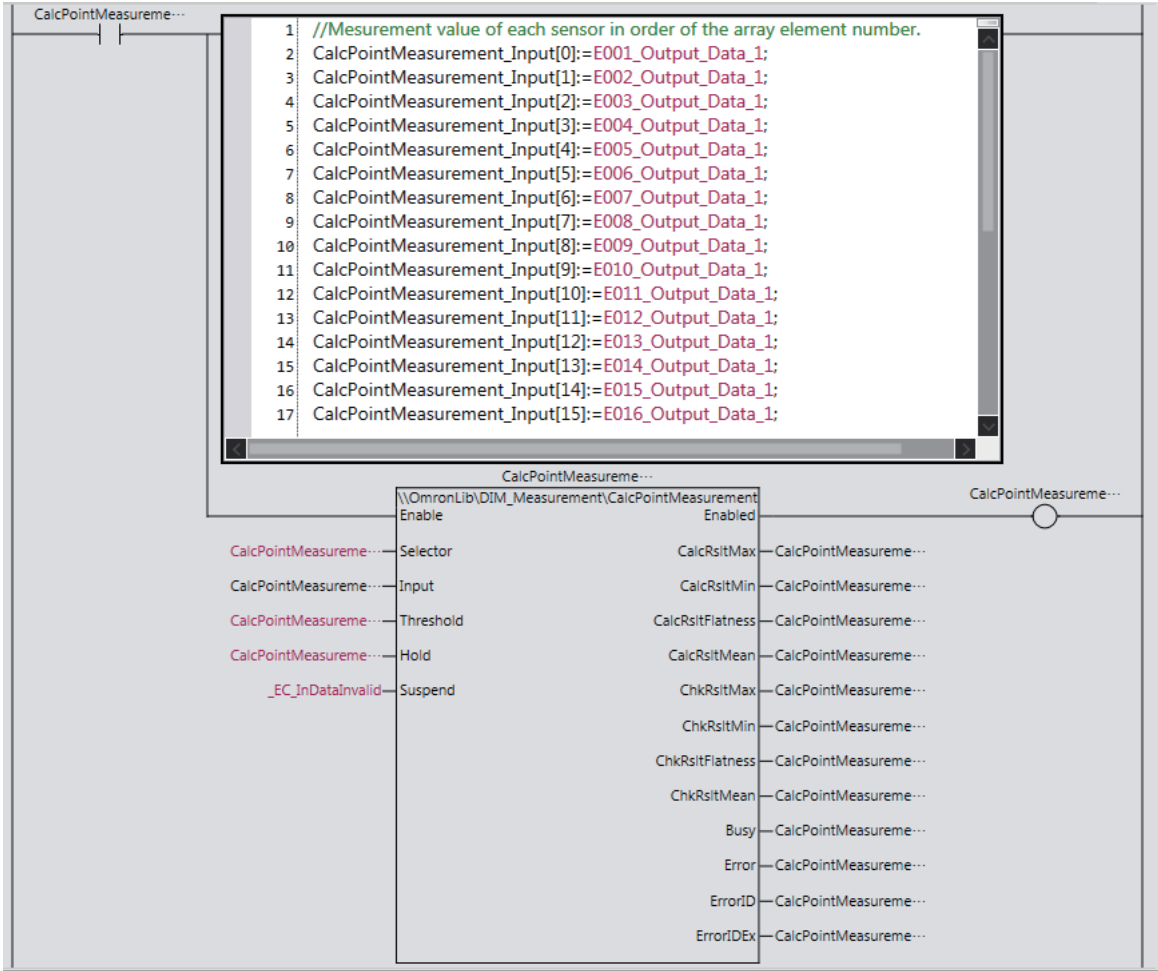 CalcPointMeasureme···
1 //Mesurement value of each sensor in order of the array element number.
2 CalcPointMeasurement_Input[0]:=E001_Output_Data_1;
3 CalcPointMeasurement_Input[1]:=E002_Output_Data_1;
4 CalcPointMeasurement_Input[2]:=E003_Output_Data_1;
5 CalcPointMeasurement_Input[3]:=E004_Output_Data_1;
6 CalcPointMeasurement_Input[4]:=E005_Output_Data_1;
7 CalcPointMeasurement_Input[5]:=E006_Output_Data_1;
8 CalcPointMeasurement_Input[6]:=E007_Output_Data_1;
9 CalcPointMeasurement_Input[7]:=E008_Output_Data_1;
10 CalcPointMeasurement_Input[8]:=E009_Output_Data_1;
11 CalcPointMeasurement_Input[9]:=E010_Output_Data_1;
12 CalcPointMeasurement_Input[10]:=E011_Output_Data_1;
13 CalcPointMeasurement_Input[11]:=E012_Output_Data_1;
14 CalcPointMeasurement_Input[12]:=E013_Output_Data_1;
15 CalcPointMeasurement_Input[13]:=E014_Output_Data_1;
16 CalcPointMeasurement_Input[14]:=E015_Output_Data_1;
17 CalcPointMeasurement_Input[15]:=E016_Output_Data_1;
CalcPointMeasureme···
\\OmronLib\DIM_Measurement\CalcPointMeasurement CalcPointMeasureme···
Enable Enabled
CalcPointMeasureme··· Selector CalcRsltMax CalcPointMeasureme···
CalcPointMeasureme··· Input CalcRsltMin CalcPointMeasureme···
CalcPointMeasureme··· Threshold CalcRsltFlatness CalcPointMeasureme···
CalcPointMeasureme··· Hold CalcRsltMean CalcPointMeasureme···
_EC_InDataInvalid Suspend ChkRsltMax CalcPointMeasureme···
ChkRsltMin CalcPointMeasureme···
ChkRsltFlatness CalcPointMeasureme···
ChkRsltMean CalcPointMeasureme···
Busy CalcPointMeasureme···
Error CalcPointMeasureme···
ErrorID CalcPointMeasureme···
ErrorIDEx CalcPointMeasureme···